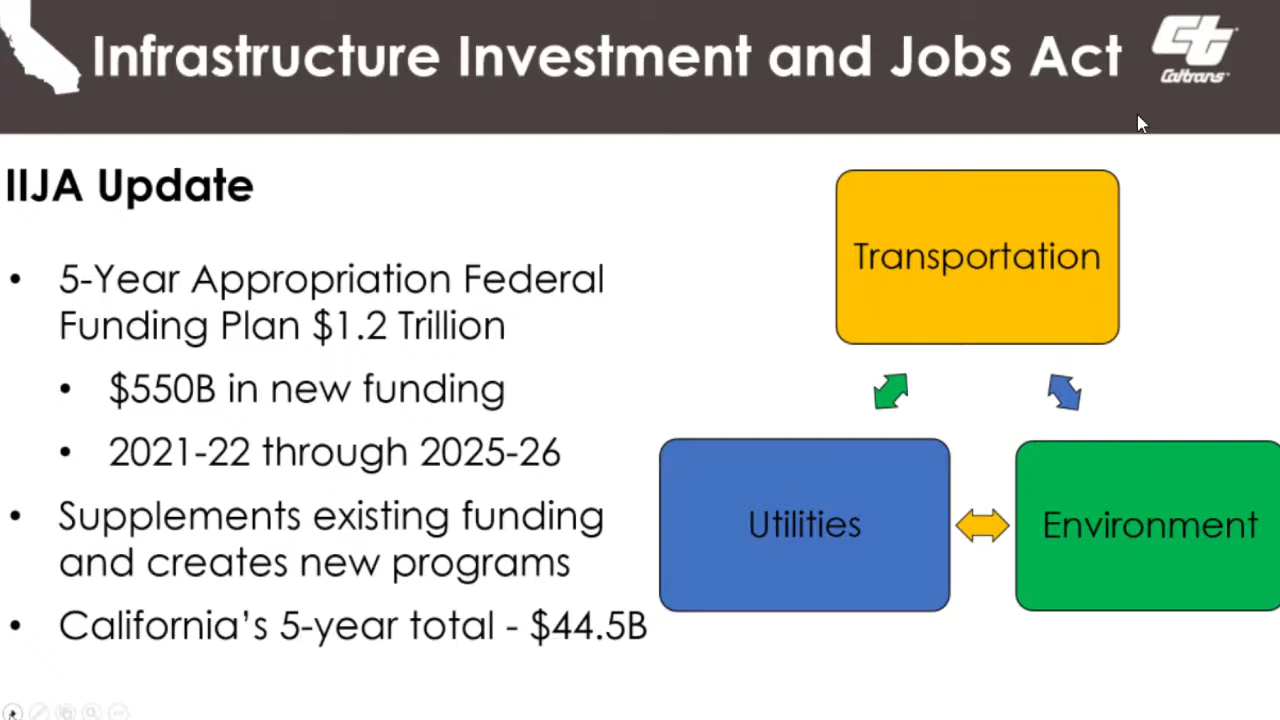 Infrastructure Investment and Jobs Act
Caltrans
IIJA Update
• 5-Year Appropriation Federal
Funding Plan $1.2 Trillion
• $550B in new funding
• 2021-22 through 2025-26
• Supplements existing funding
and creates new programs
• California’s 5-year total - $44.5B
Transportation
Utilities
Environment